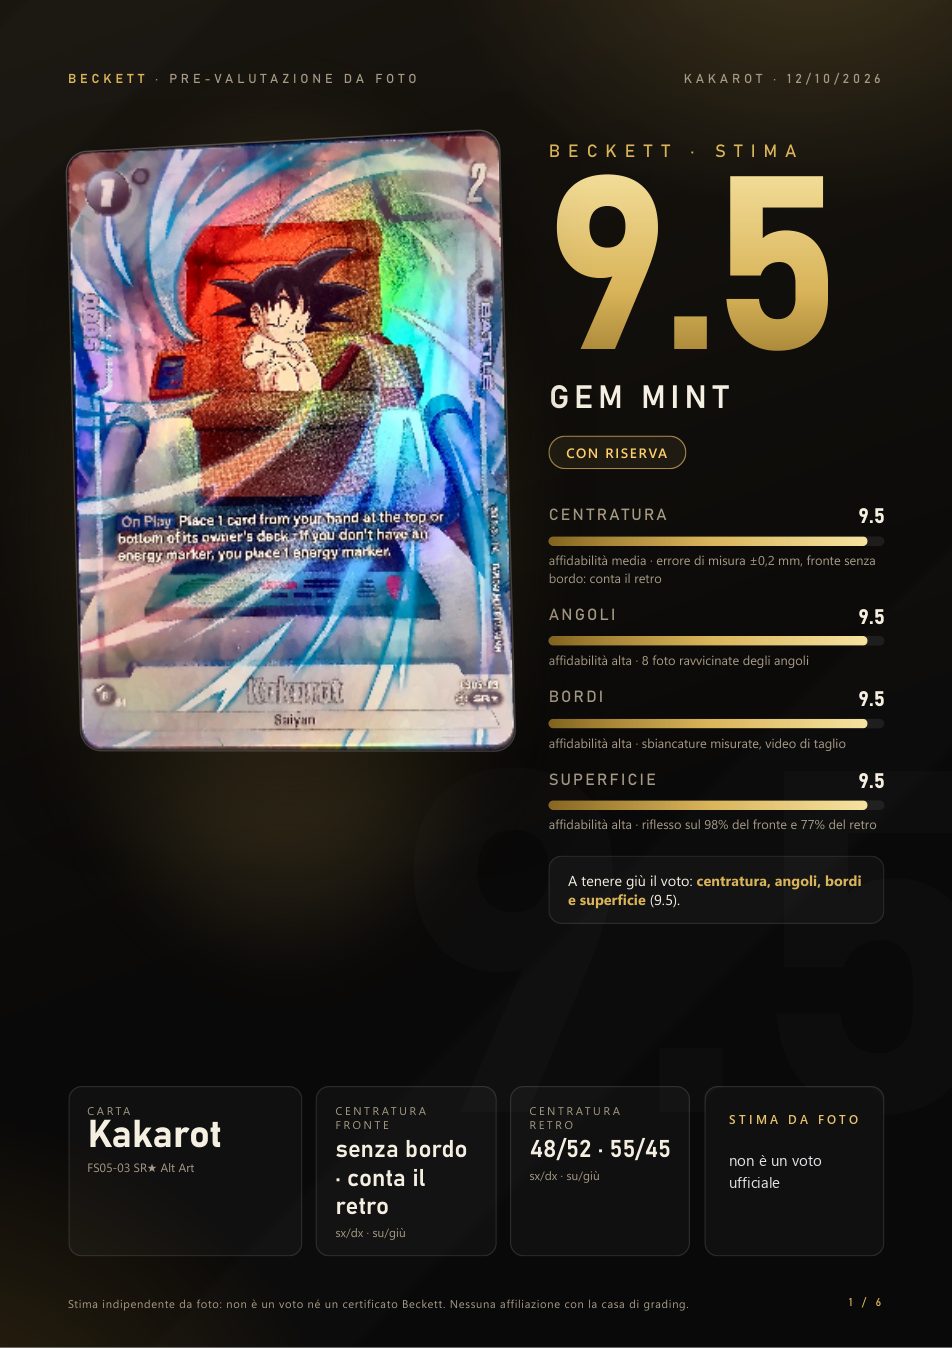 BECKETT · PRE-VALUTAZIONE DA FOTO
KAKAROT · 12/10/2026
1
2
5000
BATTLE
On Play Place 1 card from your hand at the top or
bottom of its owner's deck. If you don't have an
energy marker, you place 1 energy marker.
Kakarot
Saiyan
SR★
BECKETT · STIMA
9.5
GEM MINT
CON RISERVA
CENTRATURA 9.5
affidabilità media · errore di misura ±0,2 mm, fronte senza
bordo: conta il retro
ANGOLI 9.5
affidabilità alta · 8 foto ravvicinate degli angoli
BORDI 9.5
affidabilità alta · sbiancature misurate, video di taglio
SUPERFICIE 9.5
affidabilità alta · riflesso sul 98% del fronte e 77% del retro
A tenere giù il voto: centratura, angoli, bordi
e superficie (9.5).
9.5
CARTA
Kakarot
FS05-03 SR★ Alt Art
CENTRATURA
FRONTE
senza bordo
· conta il
retro
sx/dx · su/giù
CENTRATURA
RETRO
48/52 · 55/45
sx/dx · su/giù
STIMA DA FOTO
non è un voto
ufficiale
Stima indipendente da foto: non è un voto né un certificato Beckett. Nessuna affiliazione con la casa di grading.
1 / 6